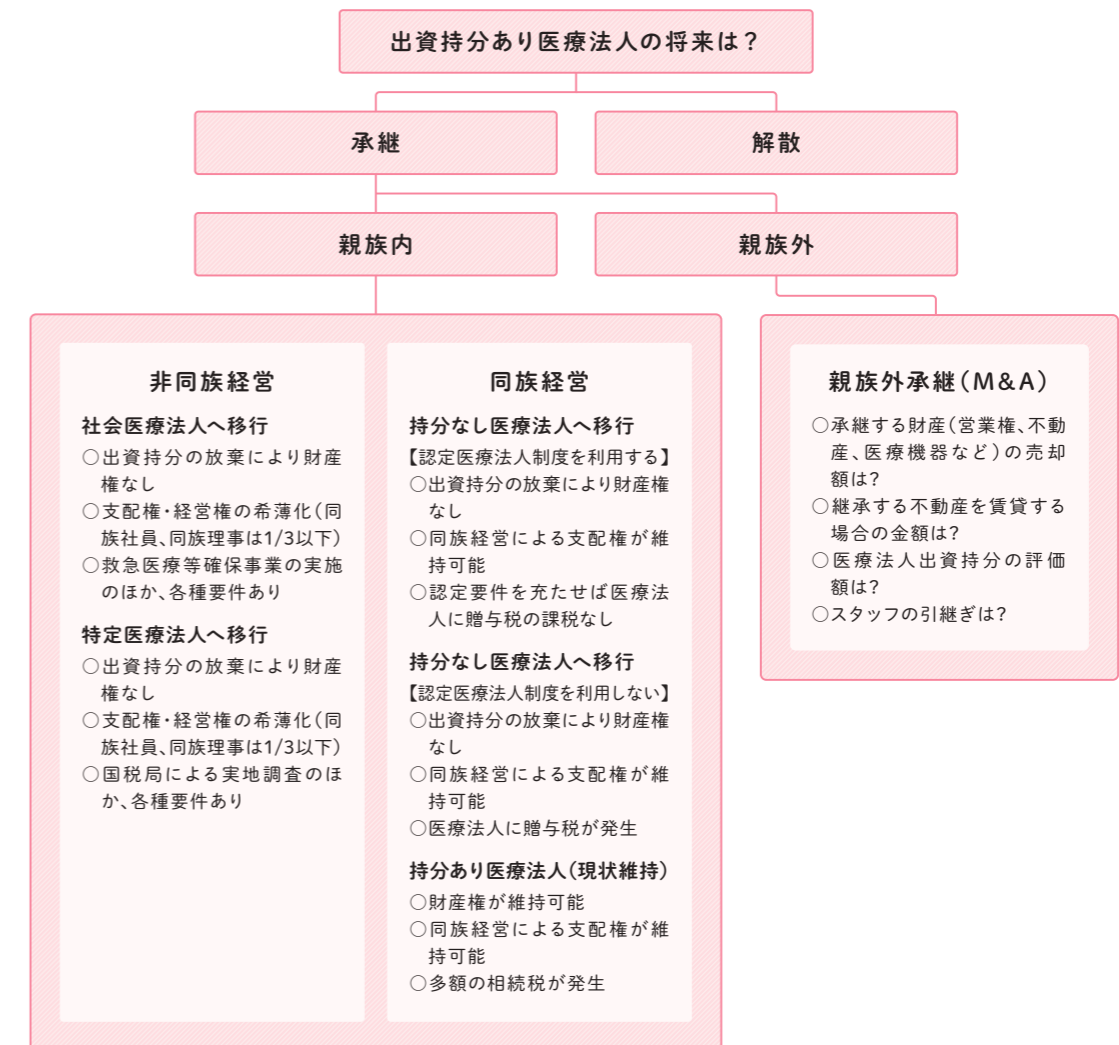 出資持分あり医療法人の将来は?
承継
解散
親族内
親族外
非同族経営
社会医療法人へ移行
○出資持分の放棄により財産
権なし
○支配権・経営権の希薄化(同
族社員、同族理事は1/3以下)
○救急医療等確保事業の実施
のほか、各種要件あり
特定医療法人へ移行
○出資持分の放棄により財産
権なし
○支配権・経営権の希薄化(同
族社員、同族理事は1/3以下)
○国税局による実地調査のほ
か、各種要件あり
同族経営
持分なし医療法人へ移行
【認定医療法人制度を利用する】
○出資持分の放棄により財産権
なし
○同族経営による支配権が維
持可能
○認定要件を充たせば医療法
人に贈与税の課税なし
持分なし医療法人へ移行
【認定医療法人制度を利用しない】
○出資持分の放棄により財産権
なし
○同族経営による支配権が維
持可能
○医療法人に贈与税が発生
持分あり医療法人(現状維持)
○財産権が維持可能
○同族経営による支配権が維
持可能
○多額の相続税が発生
親族外承継(M&A)
○承継する財産(営業権、不動
産、医療機器など)の売却
額は?
○継承する不動産を賃貸する
場合の金額は?
○医療法人出資持分の評価
額は?
○スタッフの引継ぎは?